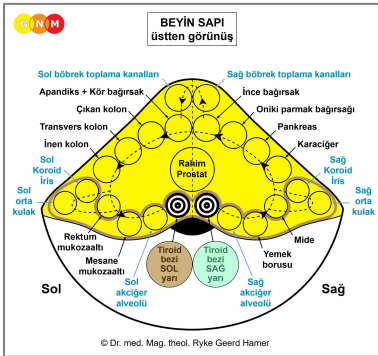 GNM
BEYİN SAPI
üstten görünüş
Sol böbrek toplama kanalları
Sağ böbrek toplama kanalları
Apandiks + Kör bağırsak
İnce bağırsak
Çıkan kolon
Oniki parmak bağırsağı
Transvers kolon
Pankreas
İnen kolon
Karaciğer
Sol
Koroid
İris
Rahim
Prostat
Sağ
Koroid
İris
Sol
orta
kulak
Sağ
orta
kulak
Rektum
mukozaaltı
Mesane
mukozaaltı
Mide
Yemek
borusu
Tiroid
bezi
SOL
yarı
Tiroid
bezi
SAĞ
yarı
Sol
akciğer
alveolü
Sağ
akciğer
alveolü
Sol
Sağ
© Dr. med. Mag. theol. Ryke Geerd Hamer